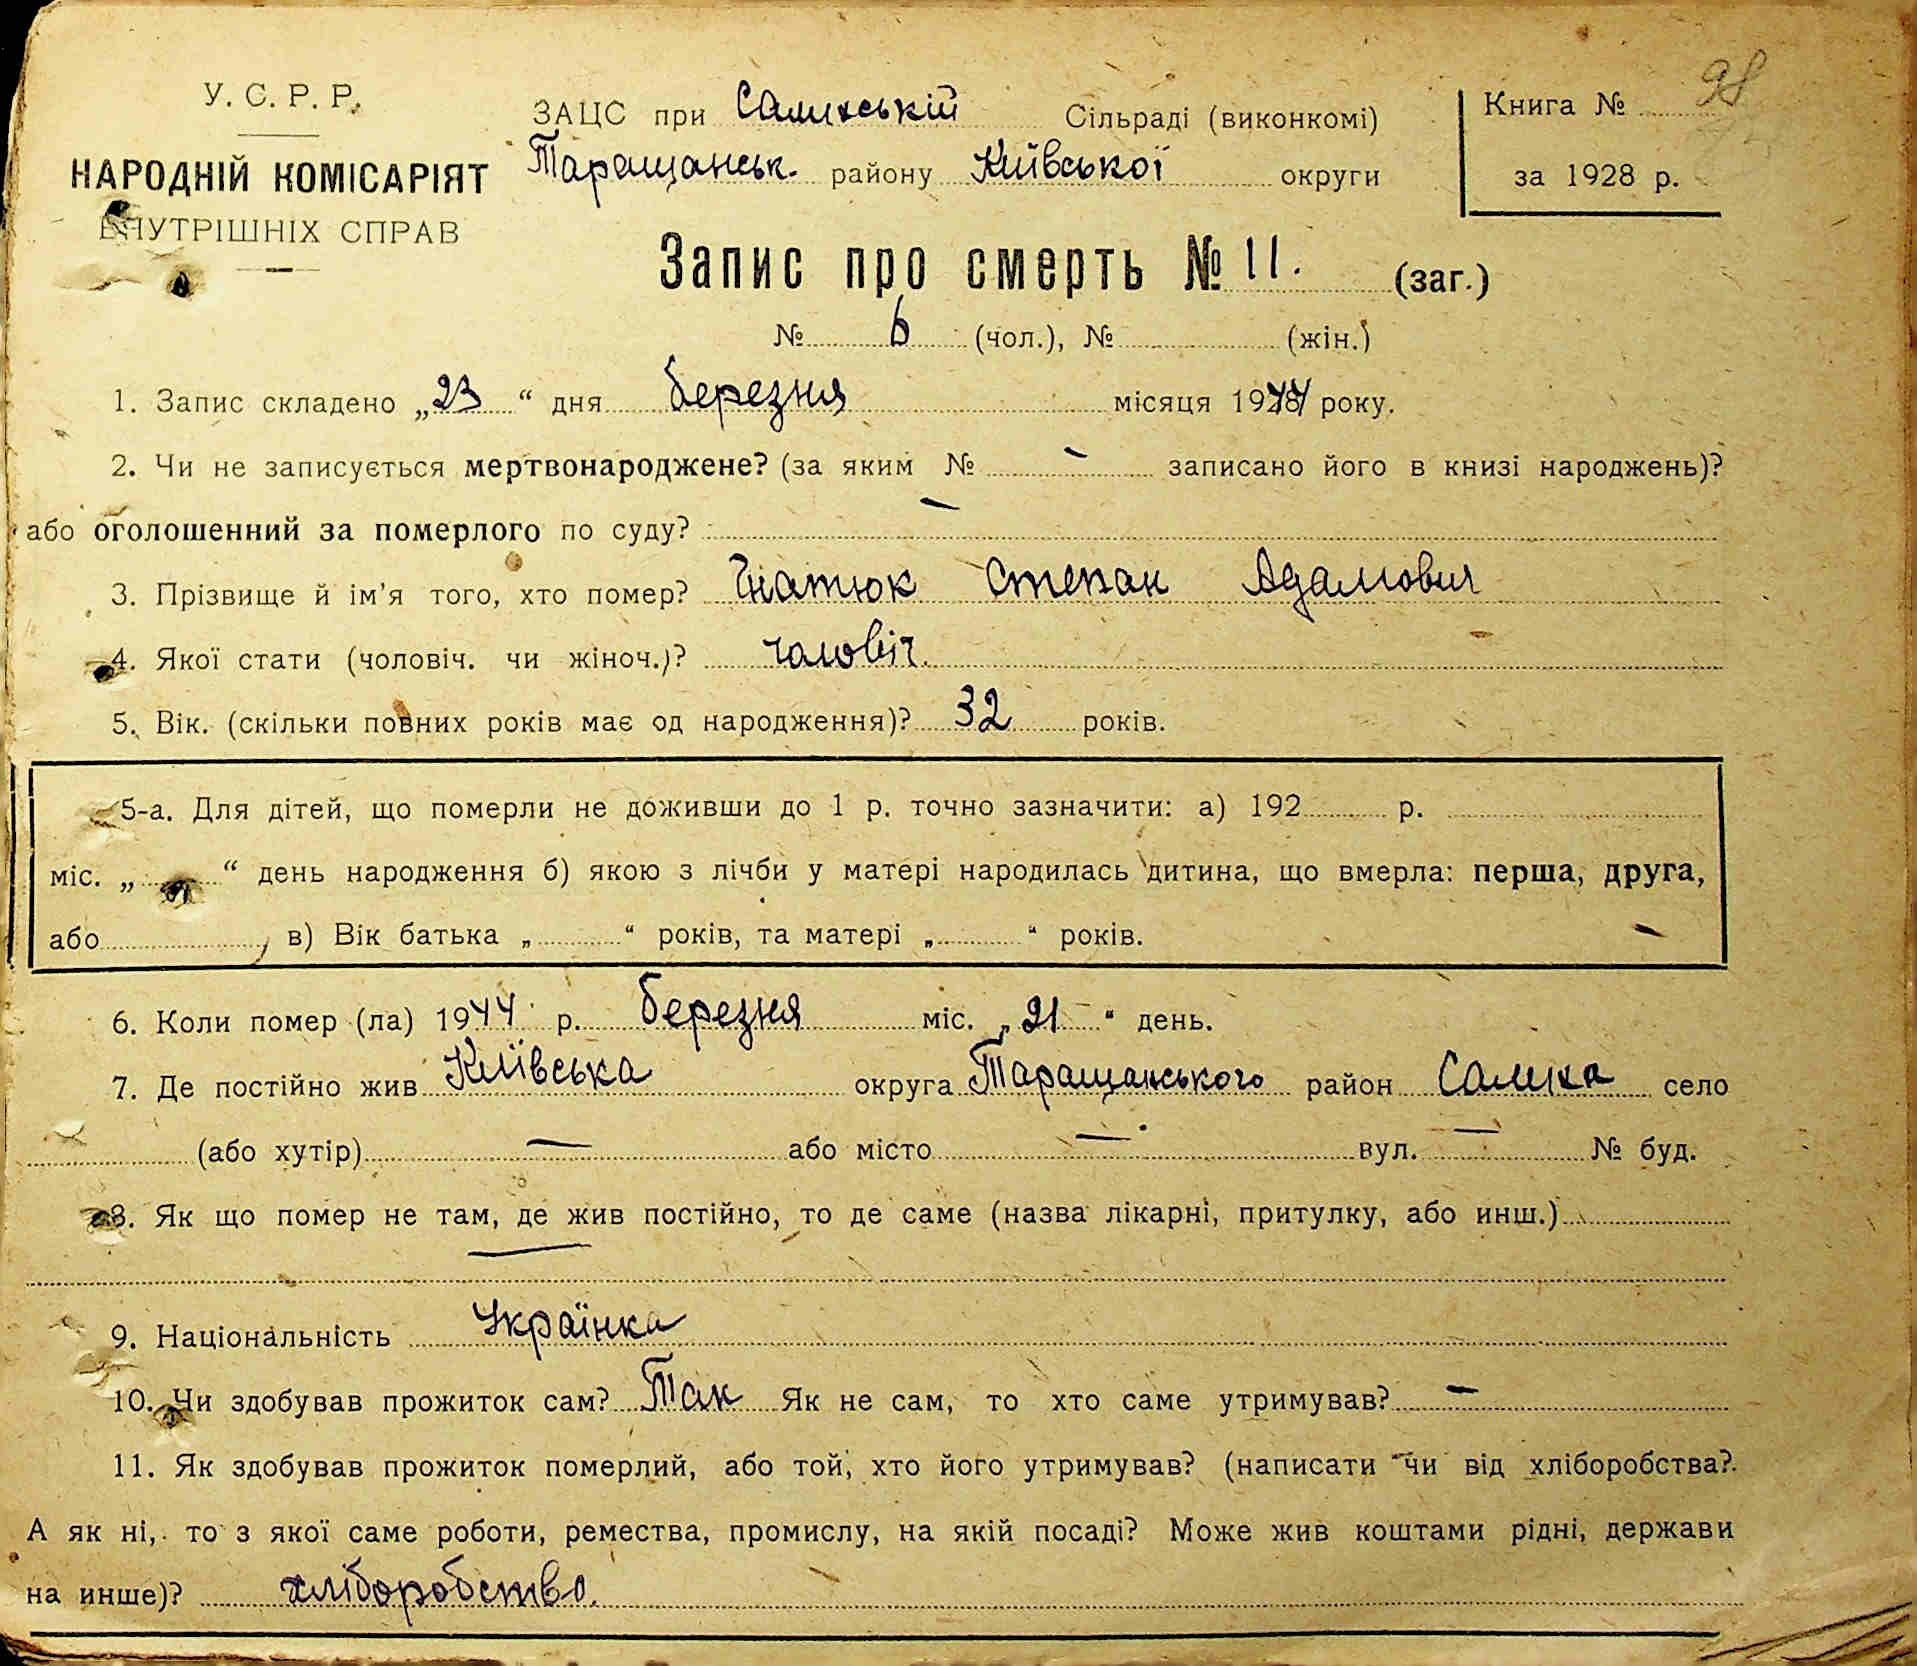 98
У. С. Р. Р.
НАРОДНІЙ КОМІСАРІЯТ
ВНУТРІШНІХ СПРАВ
ЗАЦС при Сальській Сільраді (виконкомі)
Таращанськ. району Київської округи
Книга №
за 1928 р.
Запис про смерть № 11. (заг.)
№ 6 (чол.), № (жін.)
1. Запис складено „23“ дня березня місяця 1944 року.
2. Чи не записується мертвонароджене? (за яким № - записано його в книзі народжень)?
або оголошенний за померлого по суду? -
3. Прізвище й ім'я того, хто помер? Гнатюк Степан Адамович
4. Якої стати (чоловіч. чи жіноч.)? чоловіч.
5. Вік. (скільки повних років має од народження)? 32 років.
5-а. Для дітей, що померли не доживши до 1 р. точно зазначити: а) 192 р.
міс. „ “ день народження б) якою з лічби у матері народилась дитина, що вмерла: перша, друга,
або , в) Вік батька „ “ років, та матері „ “ років. -
6. Коли помер (ла) 1944 р. березня міс. „21“ день.
7. Де постійно жив Київська округа Таращанського район село
(або хутір) — або місто — вул. — № буд.
8. Як що помер не там, де жив постійно, то де саме (назва лікарні, притулку, або инш.)
—
9. Національність Українка
10. Чи здобував прожиток сам? Так Як не сам, то хто саме утримував? -
11. Як здобував прожиток померлий, або той, хто його утримував? (написати чи від хліборобства?
А як ні, то з якої саме роботи, ремества, промислу, на якій посаді? Може жив коштами рідні, держави
на инше)? хліборобство.